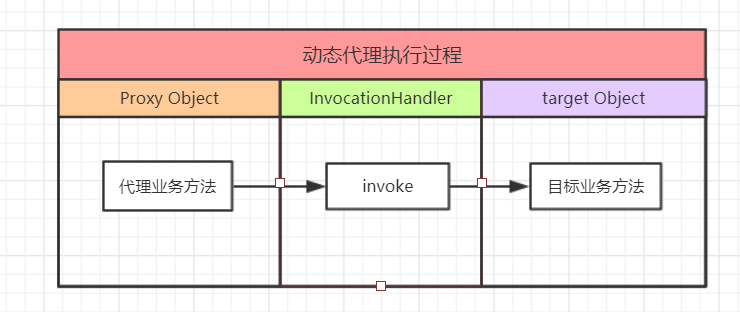 动态代理执行过程
Proxy Object InvocationHandler target Object
代理业务方法 invoke 目标业务方法